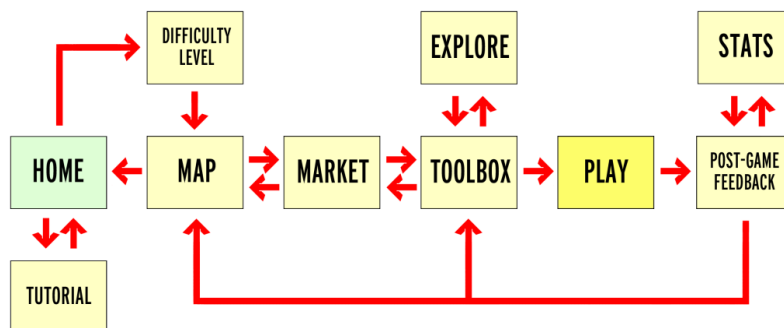 DIFFICULTY
LEVEL
EXPLORE
STATS
HOME
MAP
MARKET
TOOLBOX
PLAY
POST-GAME
FEEDBACK
TUTORIAL